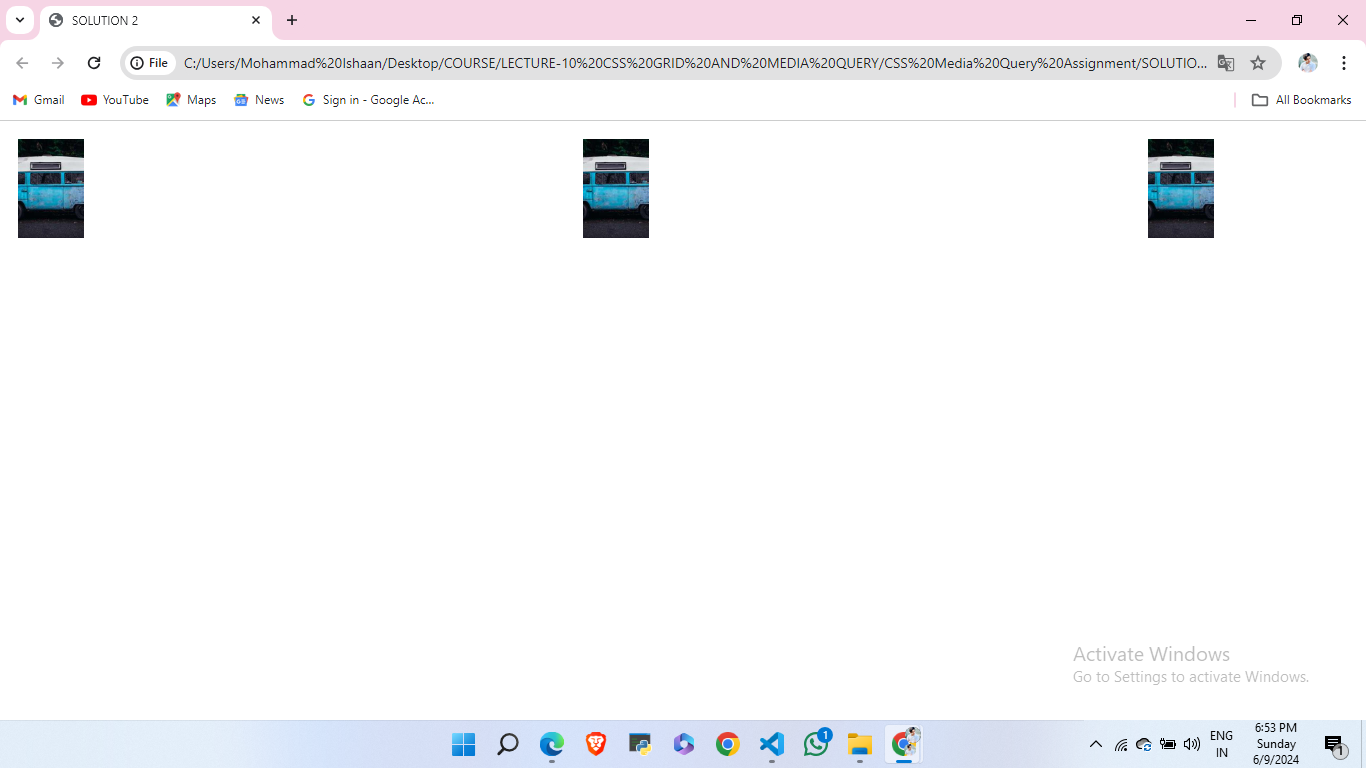 SOLUTION 2
File
C:/Users/Mohammad%20Ishaan/Desktop/COURSE/LECTURE-10%20CSS%20GRID%20AND%20MEDIA%20QUERY/CSS%20Media%20Query%20Assignment/SOLUTIO...
Gmail
YouTube
Maps
News
Sign in - Google Ac...
All Bookmarks
Activate Windows
Go to Settings to activate Windows.
1
ENG
IN
6:53 PM
Sunday
6/9/2024
1